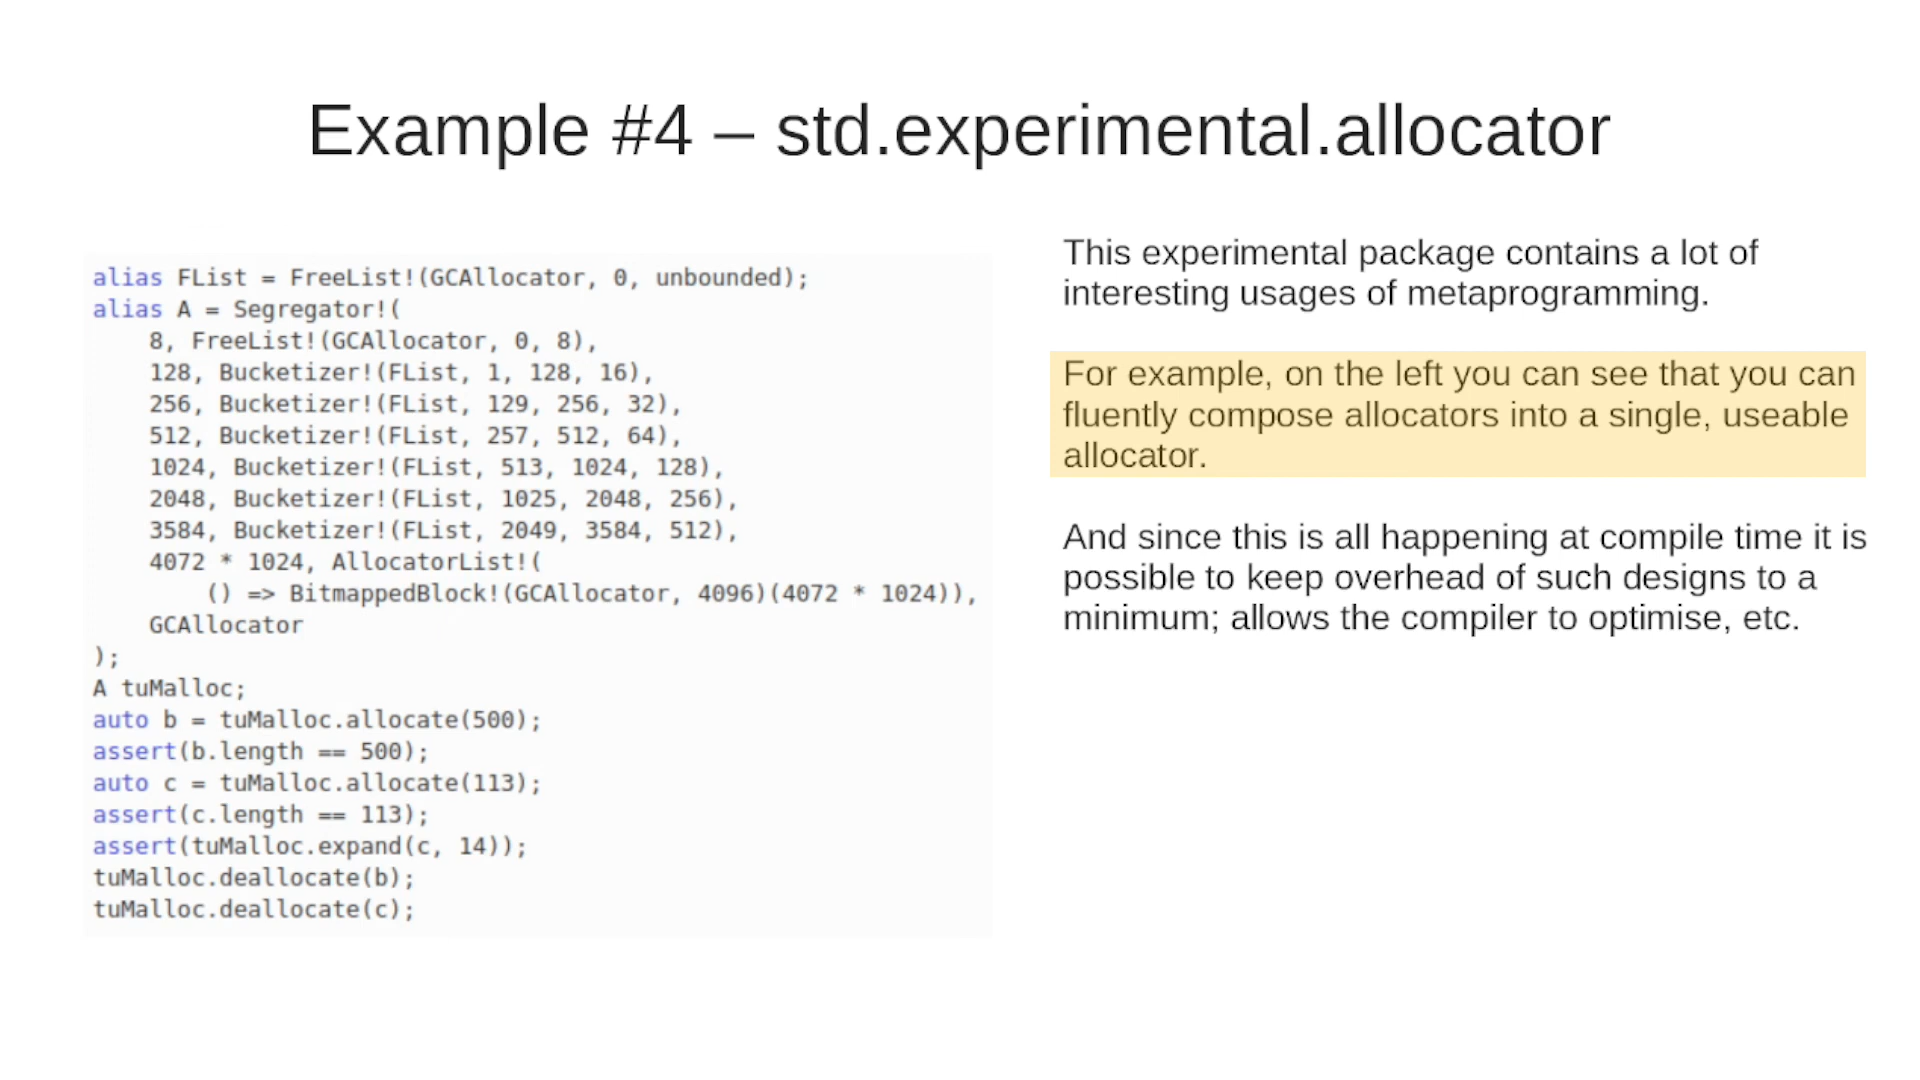 Example #4 – std.experimental.allocator
alias FList = FreeList!(GCAllocator, 0, unbounded);
alias A = Segregator!(
    8, FreeList!(GCAllocator, 0, 8),
    128, Bucketizer!(FList, 1, 128, 16),
    256, Bucketizer!(FList, 129, 256, 32),
    512, Bucketizer!(FList, 257, 512, 64),
    1024, Bucketizer!(FList, 513, 1024, 128),
    2048, Bucketizer!(FList, 1025, 2048, 256),
    3584, Bucketizer!(FList, 2049, 3584, 512),
    4072 * 1024, AllocatorList!(
        () => BitmappedBlock!(GCAllocator, 4096)(4072 * 1024)),
    GCAllocator
);
A tuMalloc;
auto b = tuMalloc.allocate(500);
assert(b.length == 500);
auto c = tuMalloc.allocate(113);
assert(c.length == 113);
assert(tuMalloc.expand(c, 14));
tuMalloc.deallocate(b);
tuMalloc.deallocate(c);
This experimental package contains a lot of
interesting usages of metaprogramming.
For example, on the left you can see that you can
fluently compose allocators into a single, useable
allocator.
And since this is all happening at compile time it is
possible to keep overhead of such designs to a
minimum; allows the compiler to optimise, etc.